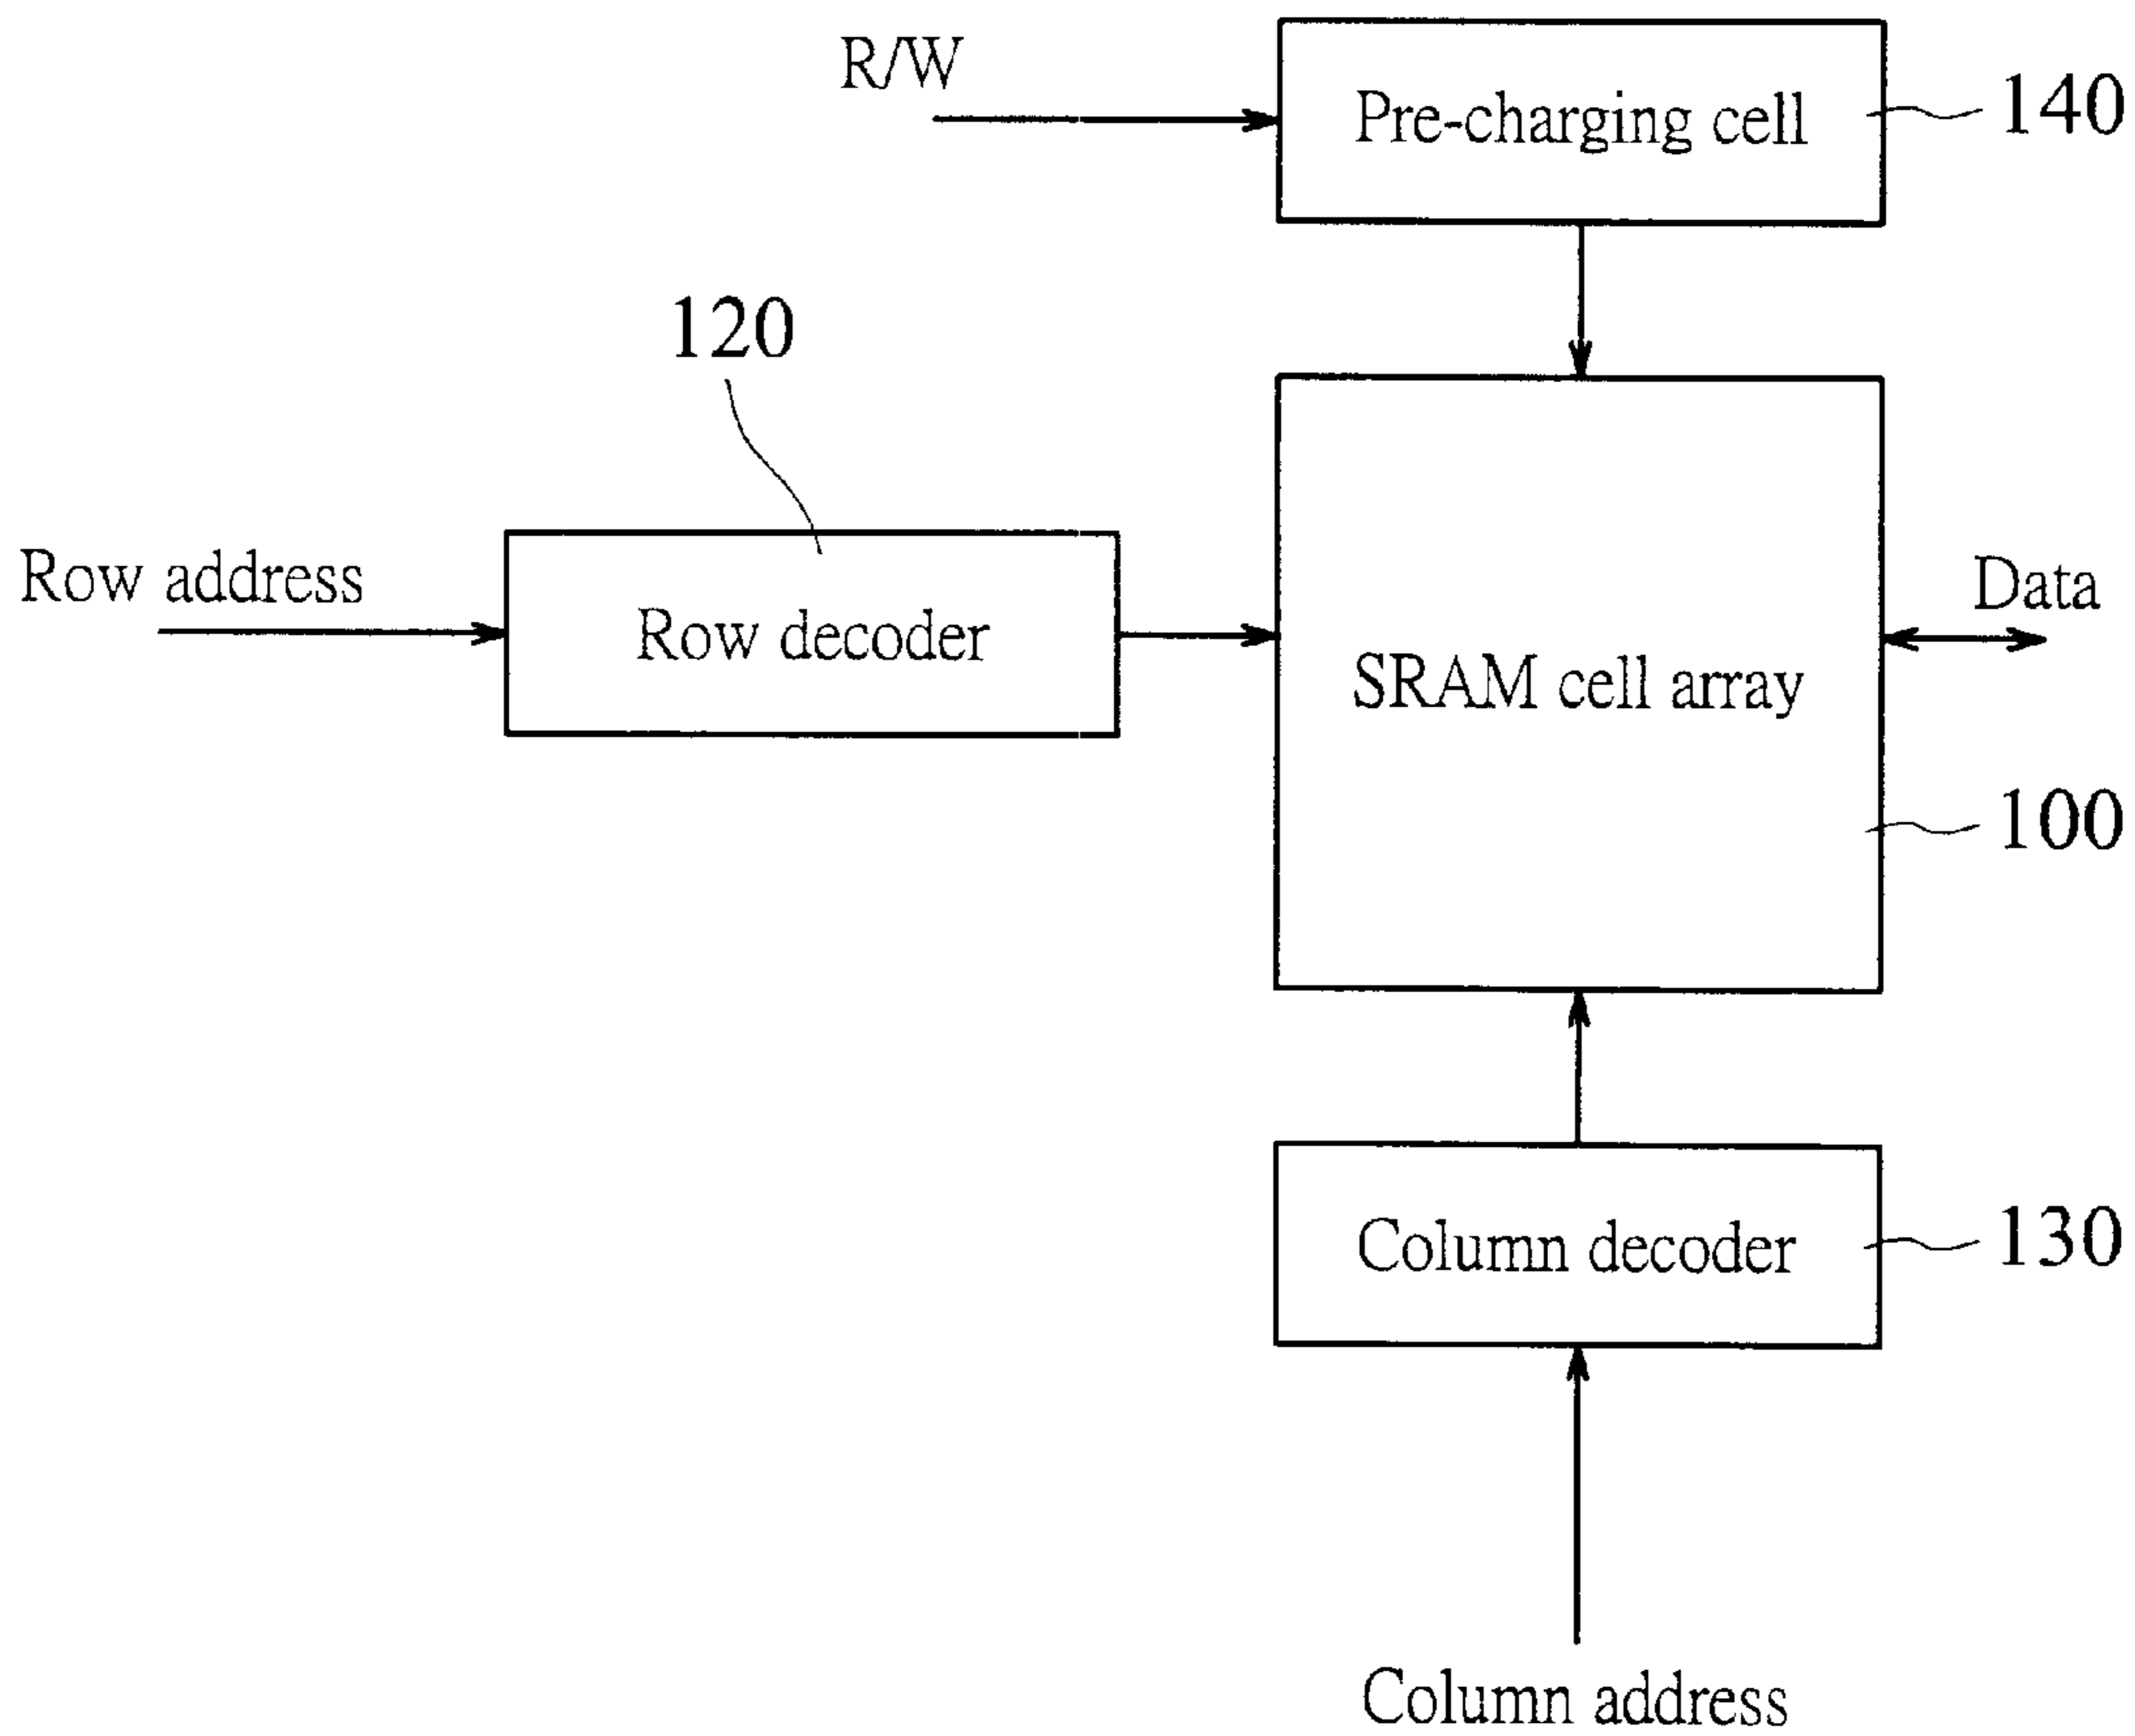 R/W
Pre-charging cell
140
120
Row address
Row decoder
Data
SRAM cell array
100
Column decoder
130
Column address